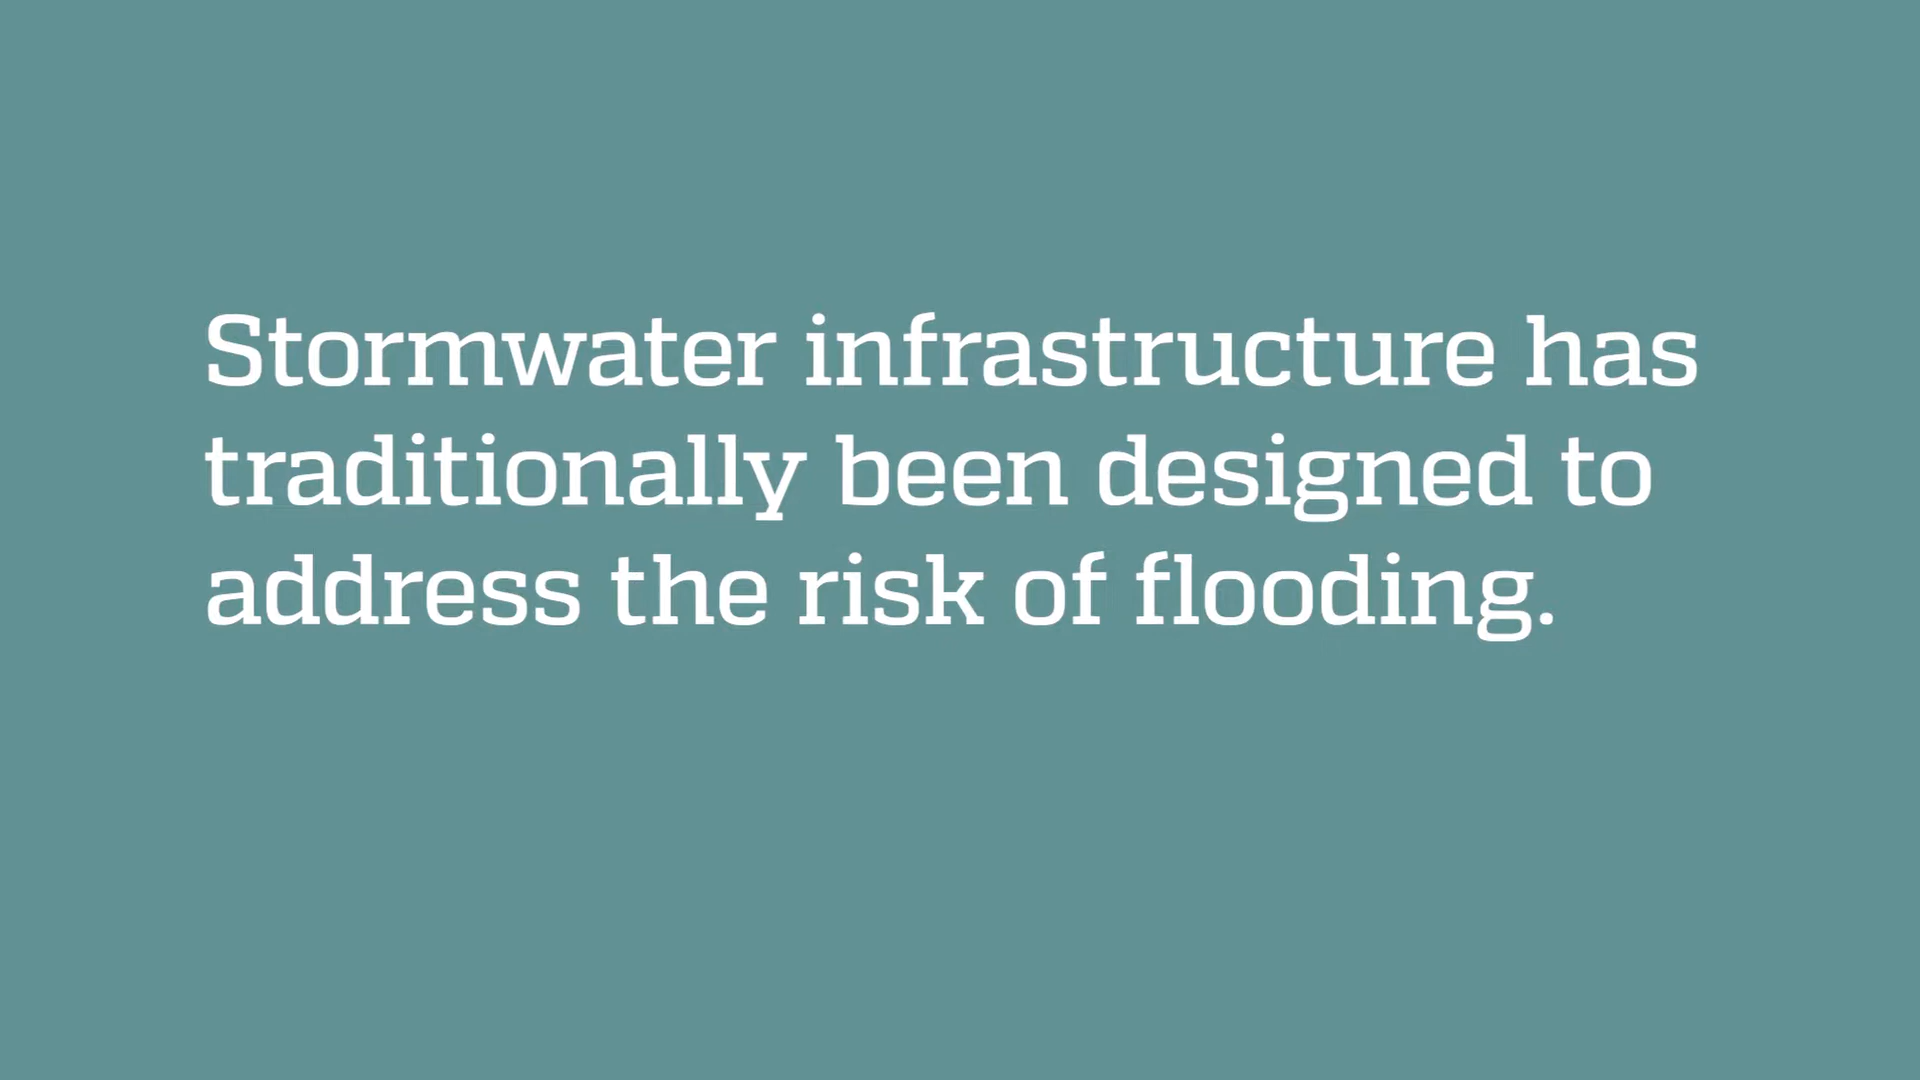 Stormwater infrastructure has
traditionally been designed to
address the risk of flooding.